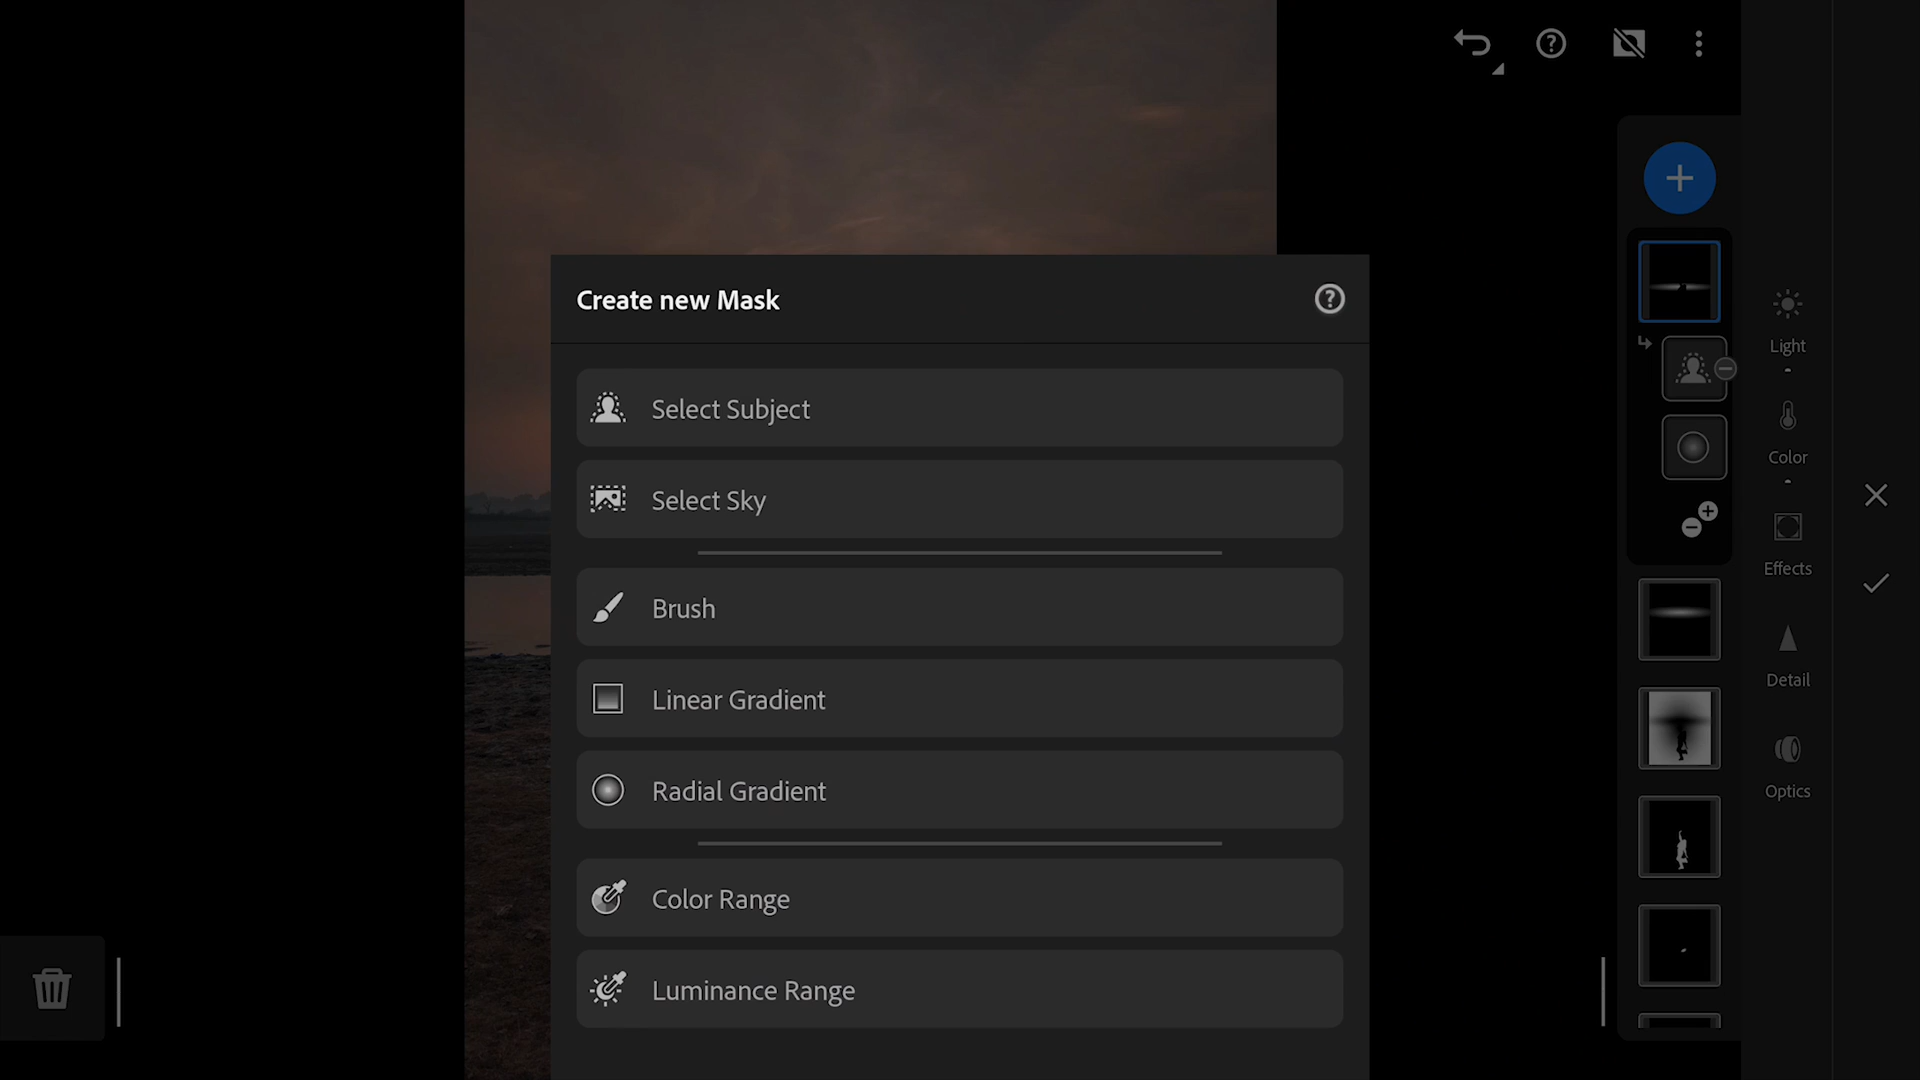 Create new Mask
Select Subject
Select Sky
Brush
Linear Gradient
Radial Gradient
Color Range
Luminance Range
Light
Color
Effects
Detail
Optics